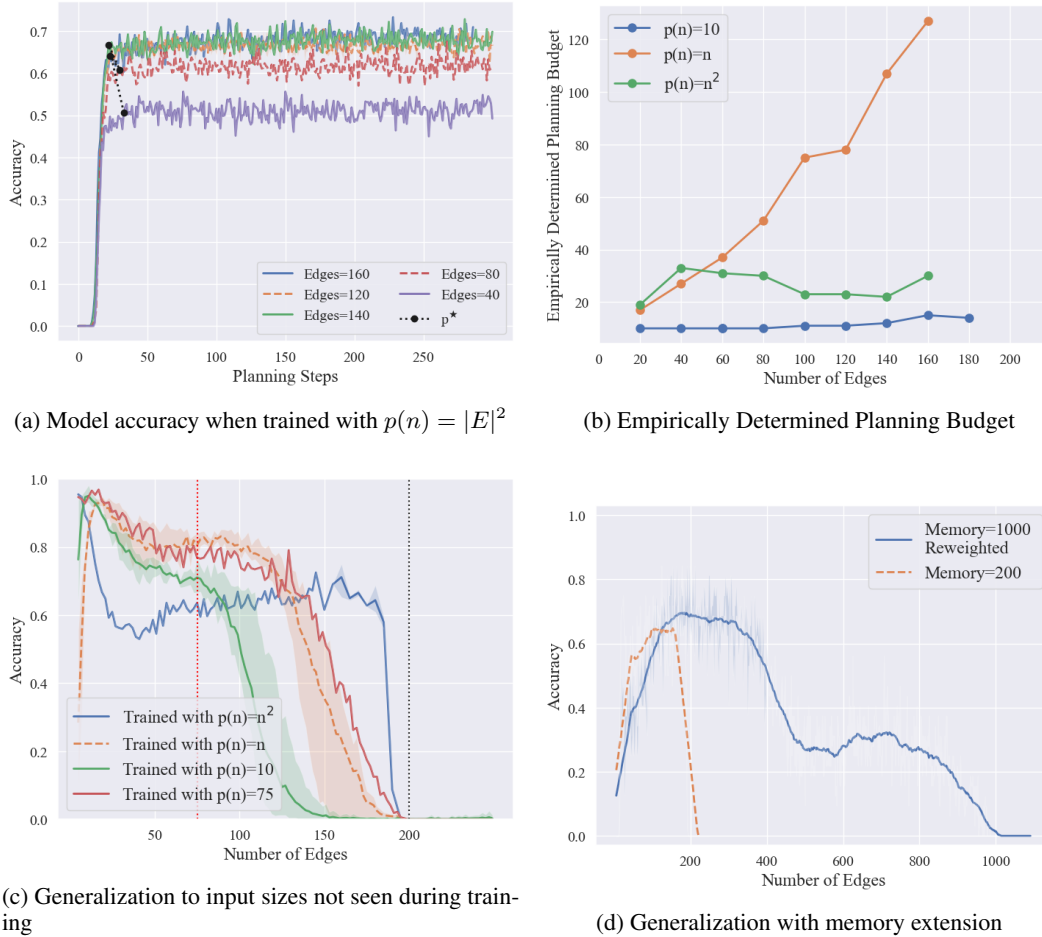 0.7
0.6
0.5
0.4
0.3
0.2
0.1
0.0
Accuracy
0 50 100 150 200 250
Planning Steps
Edges=160
Edges=120
Edges=140
Edges=80
Edges=40
p★
(a) Model accuracy when trained with p(n) = |E|²
120
100
80
60
40
20
Empirically Determined Planning Budget
0 20 40 60 80 100 120 140 160 180 200
Number of Edges
p(n)=10
p(n)=n
p(n)=n²
(b) Empirically Determined Planning Budget
1.0
0.8
0.6
0.4
0.2
0.0
Accuracy
50 100 150 200
Number of Edges
Trained with p(n)=n²
Trained with p(n)=n
Trained with p(n)=10
Trained with p(n)=75
(c) Generalization to input sizes not seen during train-
ing
1.0
0.8
0.6
0.4
0.2
0.0
Accuracy
200 400 600 800 1000
Number of Edges
Memory=1000
Reweighted
Memory=200
(d) Generalization with memory extension